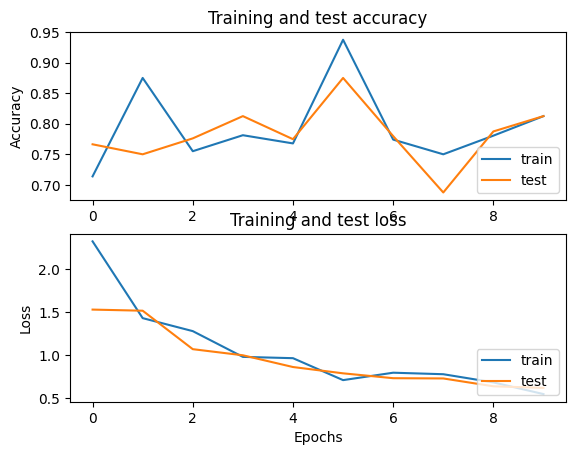 Training and test accuracy
0.95
0.90
0.85
0.80
0.75
0.70
Accuracy
train
test
0 2 4 6 8
Training and test loss
2.0
1.5
1.0
0.5
Loss
train
test
0 2 4 6 8
Epochs